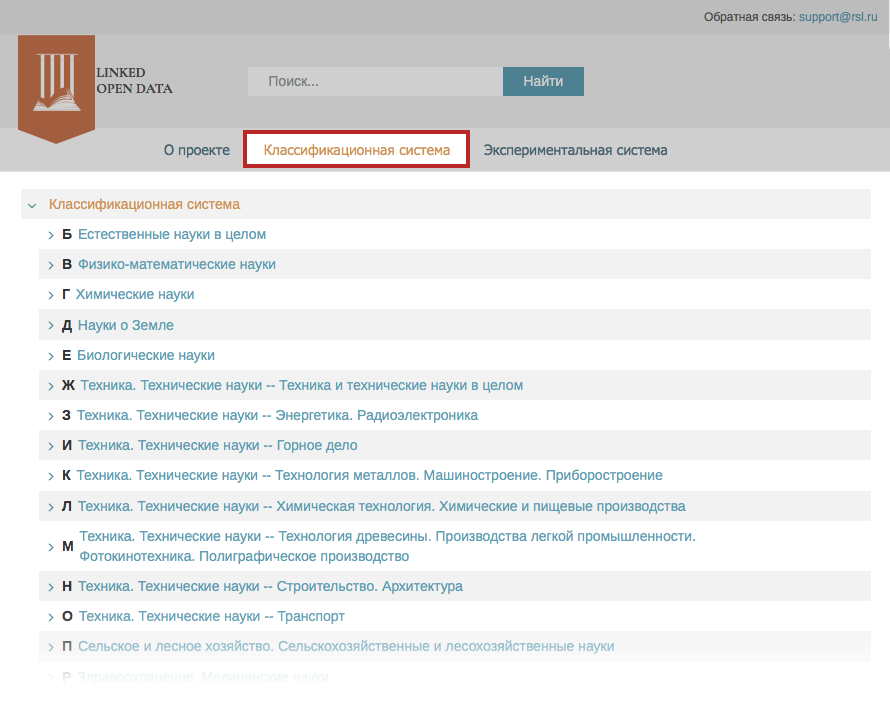 Обратная связь: support@rsl.ru
LINKED
OPEN DATA
Поиск...
Найти
О проекте
Классификационная система
Экспериментальная система
Классификационная система
Б Естественные науки в целом
В Физико-математические науки
Г Химические науки
Д Науки о Земле
Е Биологические науки
Ж Техника. Технические науки -- Техника и технические науки в целом
З Техника. Технические науки -- Энергетика. Радиоэлектроника
И Техника. Технические науки -- Горное дело
К Техника. Технические науки -- Технология металлов. Машиностроение. Приборостроение
Л Техника. Технические науки -- Химическая технология. Химические и пищевые производства
М Техника. Технические науки -- Технология древесины. Производства легкой промышленности.
Фотокинотехника. Полиграфическое производство
Н Техника. Технические науки -- Строительство. Архитектура
О Техника. Технические науки -- Транспорт
П Сельское и лесное хозяйство. Сельскохозяйственные и лесохозяйственные науки
Р Здравоохранение. Медицинские науки